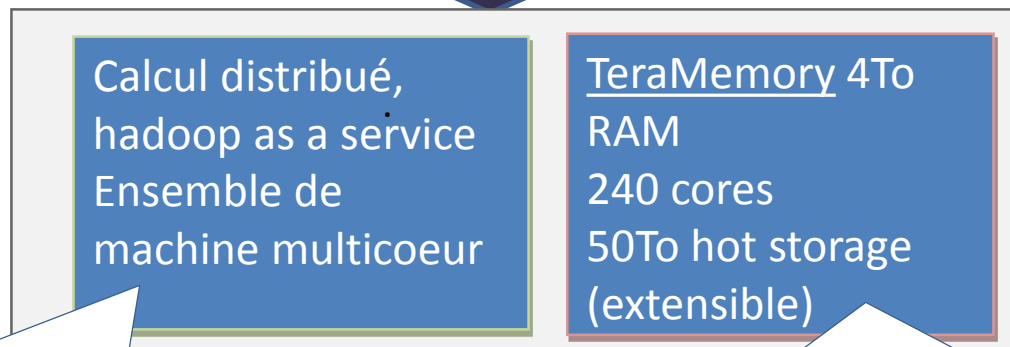 Calcul distribué,
hadoop as a service
Ensemble de
machine multicoeur
TeraMemory 4To
RAM
240 cores
50To hot storage
(extensible)